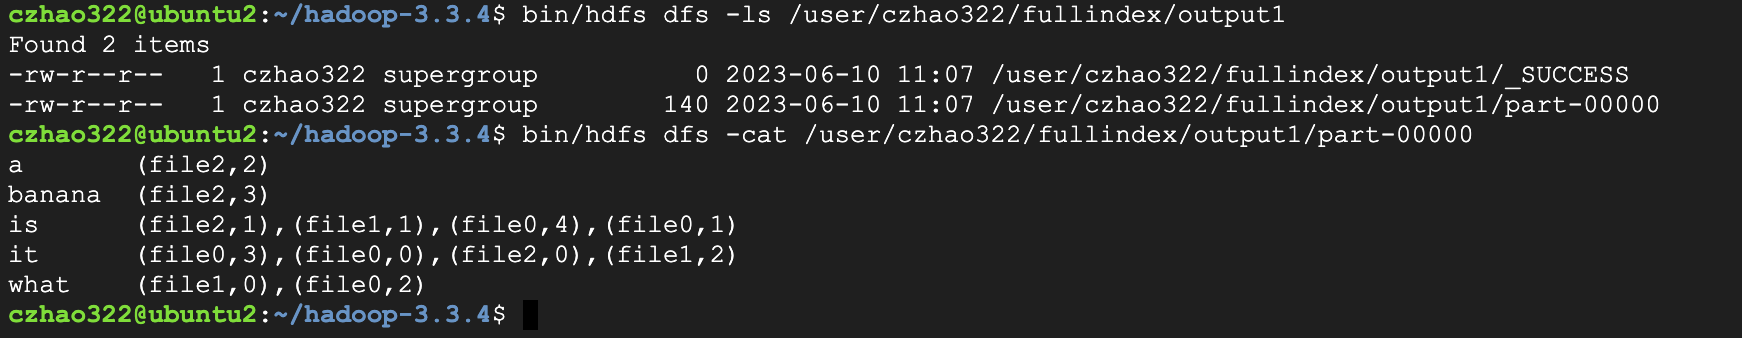 czhao322@ubuntu2:~/hadoop-3.3.4$ bin/hdfs dfs -ls /user/czhao322/fullindex/output1
Found 2 items
-rw-r--r--   1 czhao322 supergroup          0 2023-06-10 11:07 /user/czhao322/fullindex/output1/_SUCCESS
-rw-r--r--   1 czhao322 supergroup        140 2023-06-10 11:07 /user/czhao322/fullindex/output1/part-00000
czhao322@ubuntu2:~/hadoop-3.3.4$ bin/hdfs dfs -cat /user/czhao322/fullindex/output1/part-00000
a       (file2,2)
banana  (file2,3)
is      (file2,1),(file1,1),(file0,4),(file0,1)
it      (file0,3),(file0,0),(file2,0),(file1,2)
what    (file1,0),(file0,2)
czhao322@ubuntu2:~/hadoop-3.3.4$